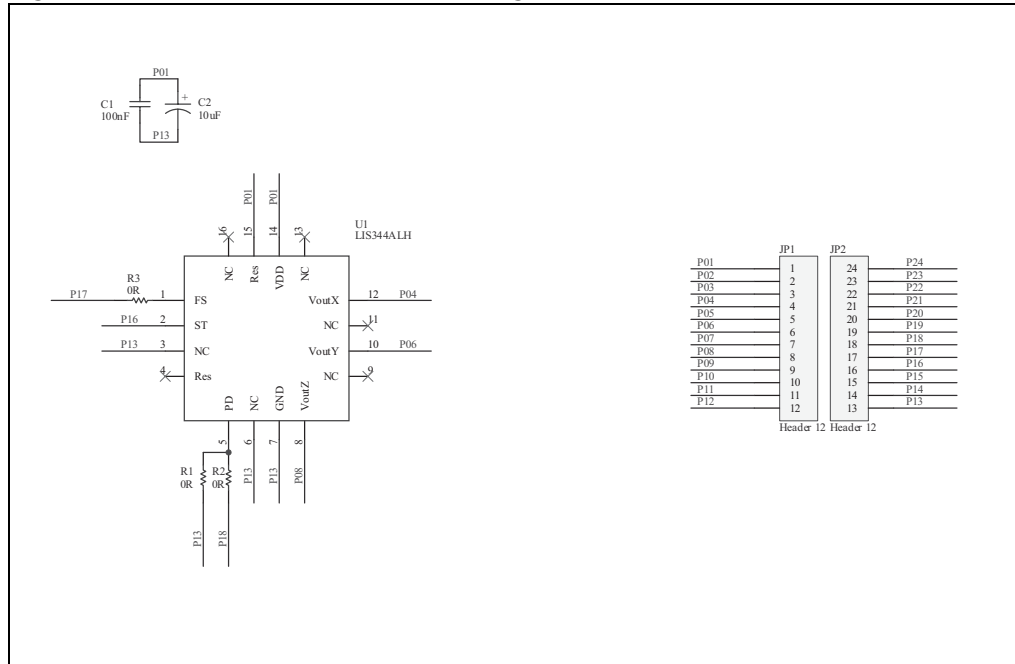 P01
C1
100nF
+
C2
10uF
P13
P01
P01
U1
LIS344ALH
16
15
14
13
NC
Res
VDD
NC
R3
0R
P17
1
FS
VoutX
12
P04
P16
2
ST
NC
11
P13
3
NC
VoutY
10
P06
4
Res
NC
9
PD
NC
GND
VoutZ
5
6
7
8
R1
0R
R2
0R
P13
P13
P08
P13
P18
JP1
JP2
P01
1
24
P24
P02
2
23
P23
P03
3
22
P22
P04
4
21
P21
P05
5
20
P20
P06
6
19
P19
P07
7
18
P18
P08
8
17
P17
P09
9
16
P16
P10
10
15
P15
P11
11
14
P14
P12
12
13
P13
Header 12
Header 12